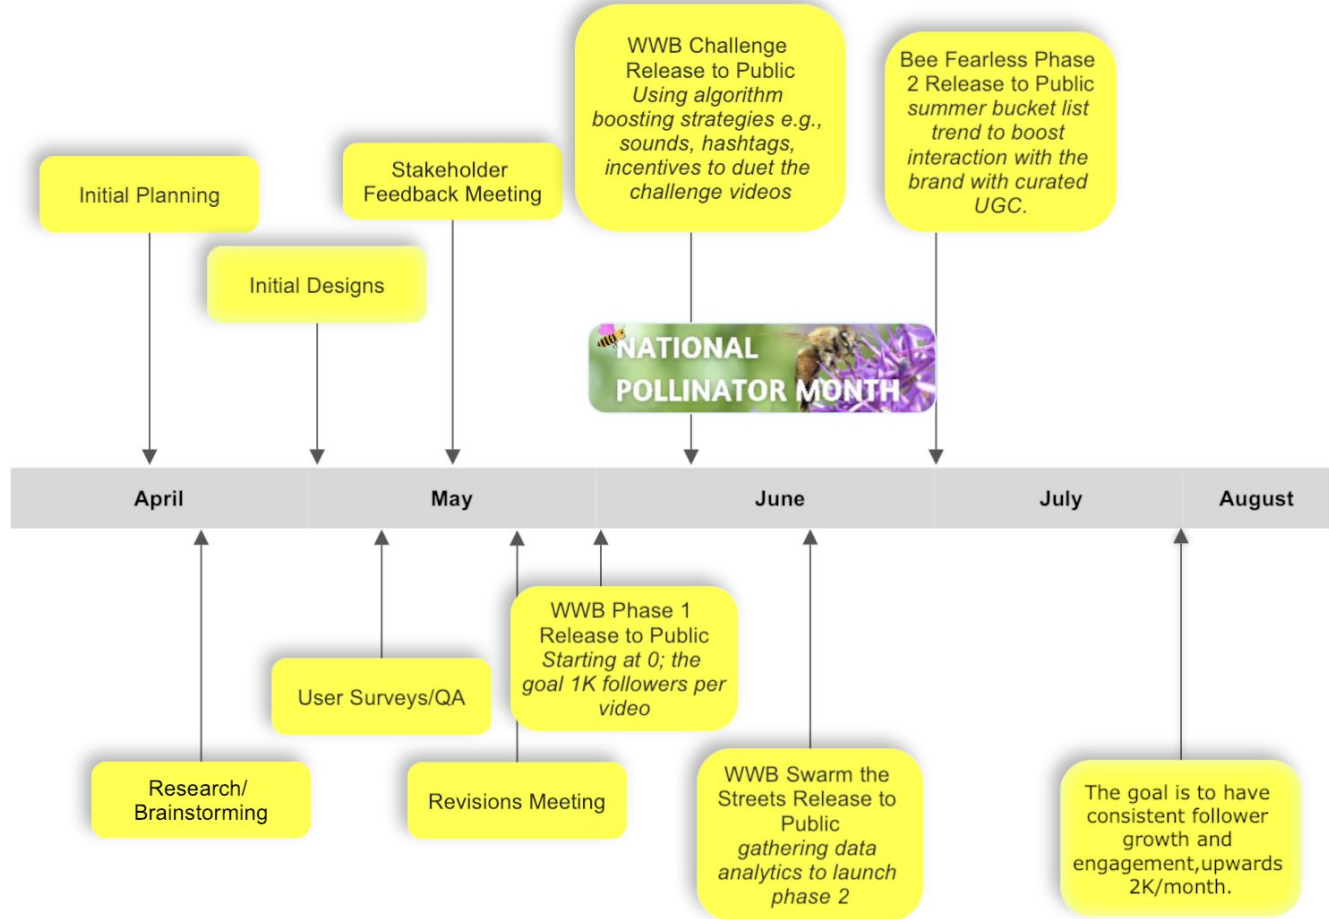 WWB Challenge
Release to Public
Using algorithm
boosting strategies e.g.,
sounds, hashtags,
incentives to duet the
challenge videos
Bee Fearless Phase
2 Release to Public
summer bucket list
trend to boost
interaction with the
brand with curated
UGC.
Initial Planning
Stakeholder
Feedback Meeting
Initial Designs
NATIONAL
POLLINATOR MONTH
April
May
June
July
August
WWB Phase 1
Release to Public
Starting at 0; the
goal 1K followers per
video
User Surveys/QA
Research/
Brainstorming
Revisions Meeting
WWB Swarm the
Streets Release to
Public
gathering data
analytics to launch
phase 2
The goal is to have
consistent follower
growth and
engagement,upwards
2K/month.